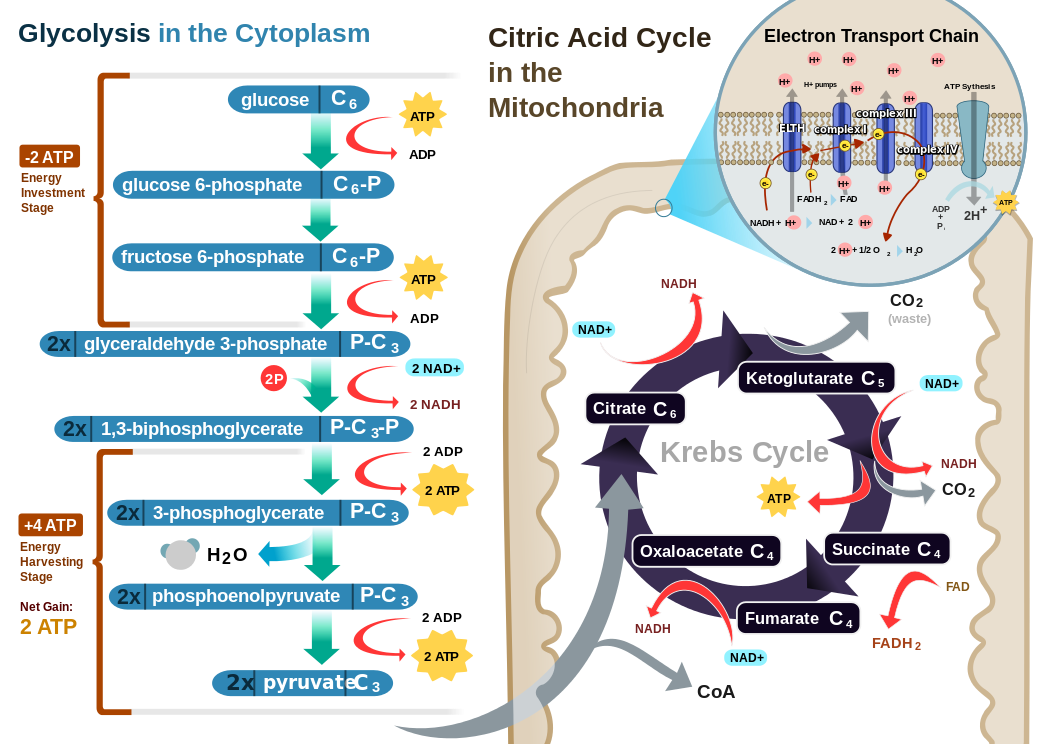 Glycolysis in the Cytoplasm
glucose C6
ATP
ADP
-2 ATP
Energy
Investment
Stage
glucose 6-phosphate C6-P
fructose 6-phosphate C6-P
ATP
ADP
2x glyceraldehyde 3-phosphate P-C3
2P
2 NAD+
2 NADH
2x 1,3-biphosphoglycerate P-C3-P
2 ADP
2 ATP
2x 3-phosphoglycerate P-C3
+4 ATP
Energy
Harvesting
Stage
H2O
2x phosphoenolpyruvate P-C3
Net Gain:
2 ATP
2 ADP
2 ATP
2x pyruvate C3
Citric Acid Cycle
in the
Mitochondria
Electron Transport Chain
H+ H+ H+ H+
H+ H+ pumps H+ H+
ATP Sythesis
FLTH complex I complex III complex IV
e- e- e- e- e-
H+ H+
FADH2 FAD
NADH + H+ NAD + 2 H+
2 H+ + 1/2 O2 H2O
ADP
+
P.
2H+
ATP
NADH
NAD+
CO2
(waste)
Ketoglutarate C5
NAD+
Citrate C6
Krebs Cycle
NADH
CO2
ATP
Oxaloacetate C4
Succinate C4
FAD
Fumarate C4
FADH2
NADH
NAD+
CoA